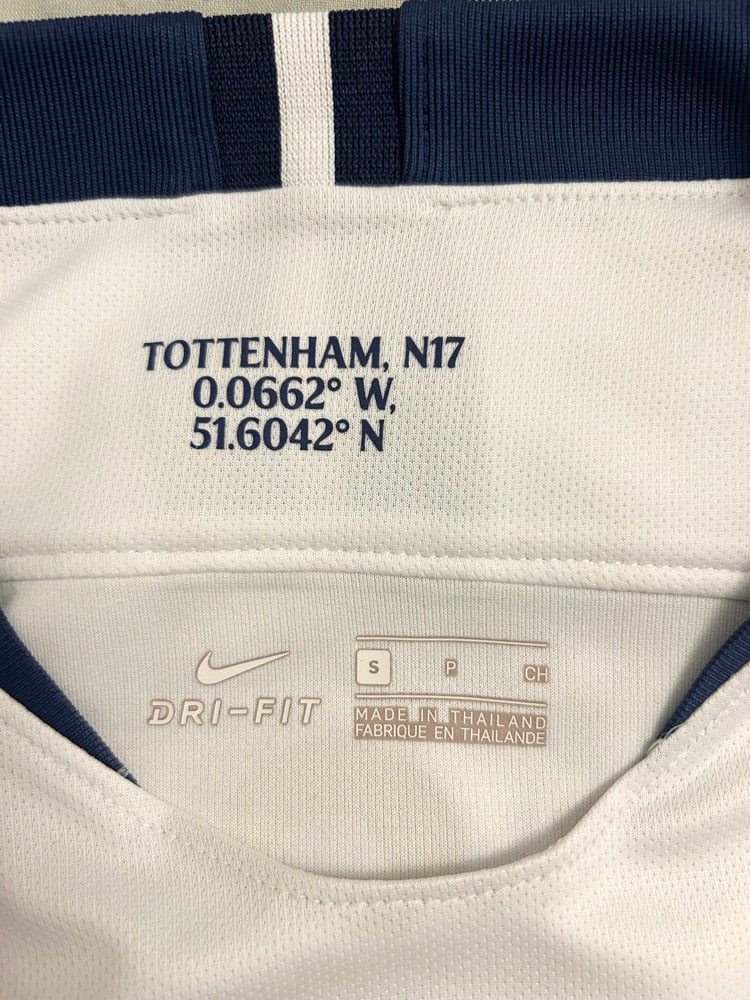 TOTTENHAM, N17
0.0662° W,
51.6042° N
DRI-FIT
S P CH
MADE IN THAILAND
FABRIQUE EN THAILANDE